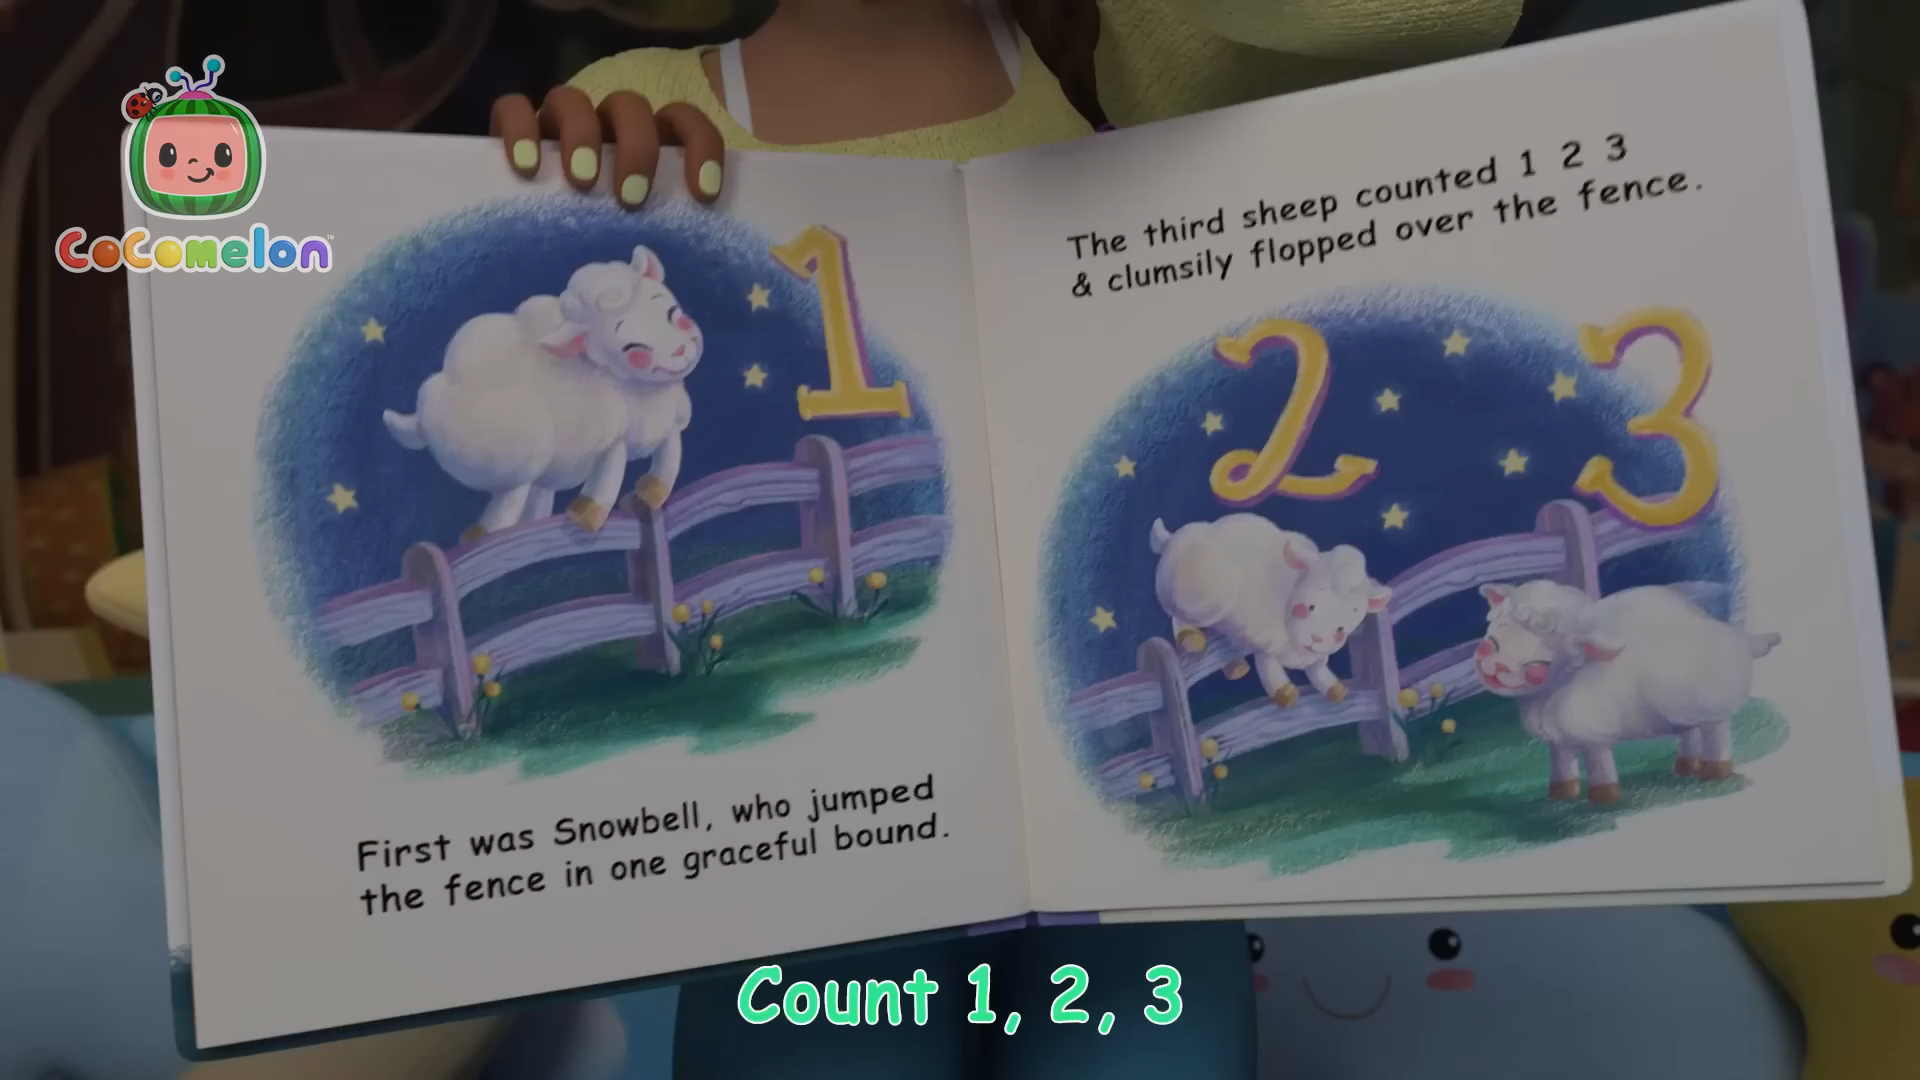 CoCoMelon™
1
First was Snowbell, who jumped
the fence in one graceful bound.
The third sheep counted 1 2 3
& clumsily flopped over the fence.
2 3
Count 1, 2, 3